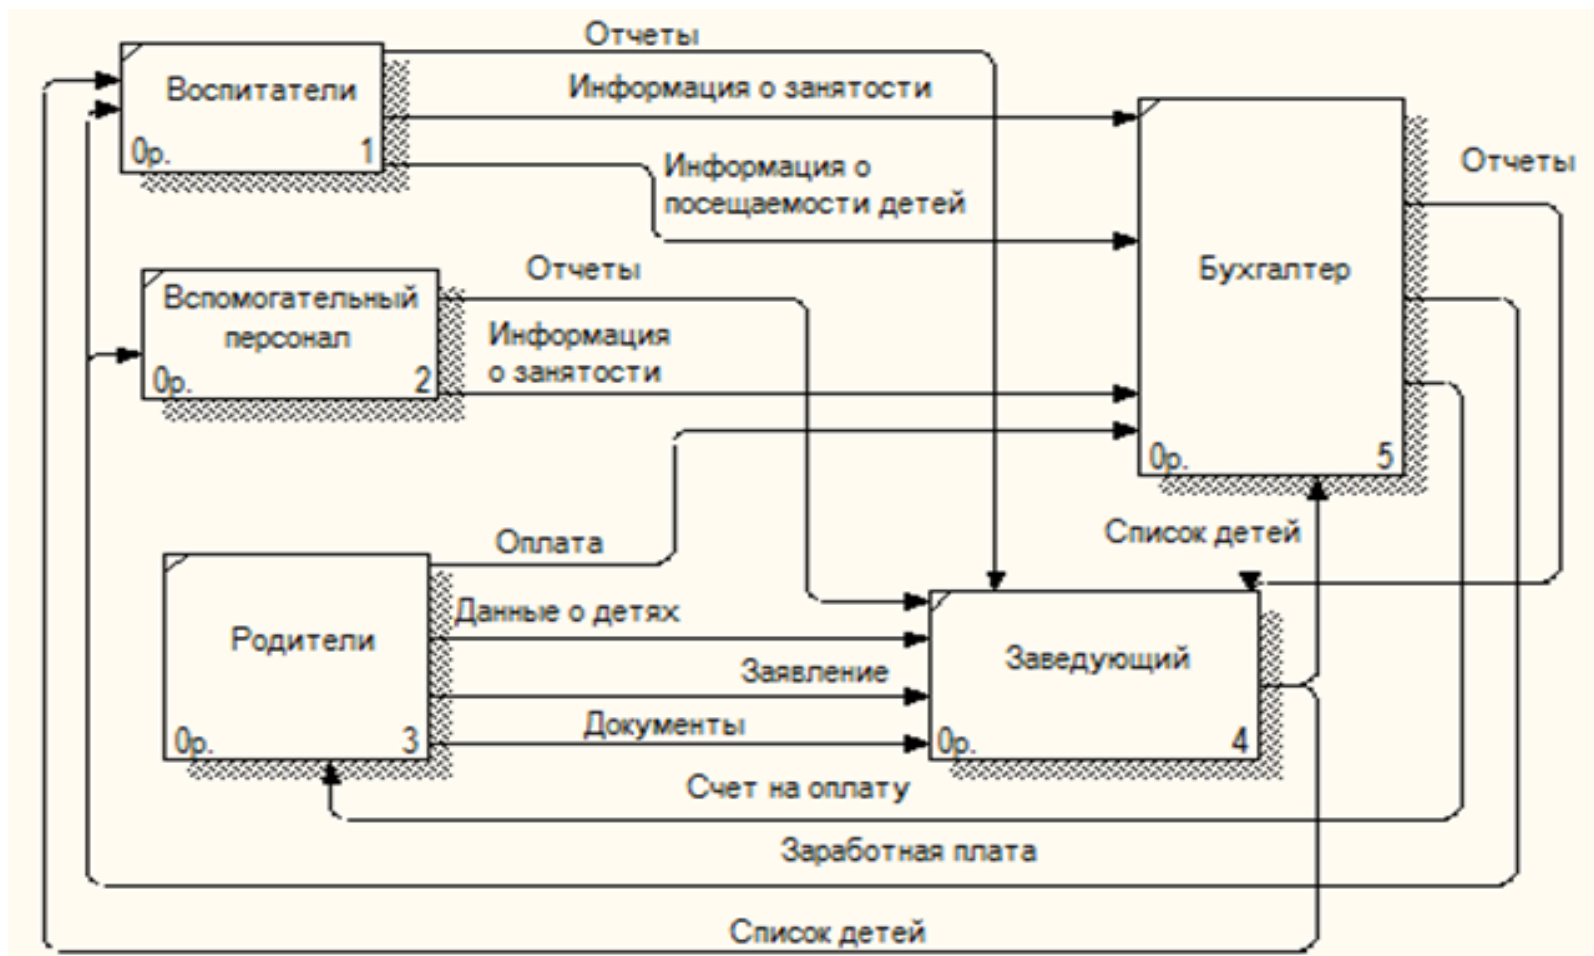 Отчеты
Воспитатели
0р. 1
Информация о занятости
Информация о
посещаемости детей
Отчеты
Бухгалтер
0р. 5
Отчеты
Вспомогательный
персонал
0р. 2
Информация
о занятости
Список детей
Оплата
Родители
0р. 3
Данные о детях
Заявление
Документы
Заведующий
0р. 4
Счет на оплату
Заработная плата
Список детей